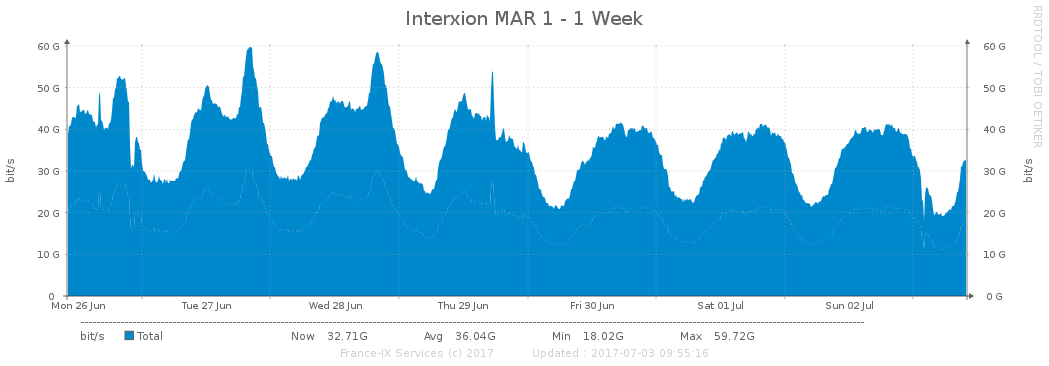 Interxion MAR 1 - 1 Week
RRDTOOL / TOBI OETIKER
bit/s
60 G 60 G
50 G 50 G
40 G 40 G
30 G 30 G
20 G 20 G
10 G 10 G
0 0 G
bit/s
Mon 26 Jun Tue 27 Jun Wed 28 Jun Thu 29 Jun Fri 30 Jun Sat 01 Jul Sun 02 Jul
bit/s Total Now 32.71G Avg 36.04G Min 18.02G Max 59.72G
France-IX Services (c) 2017 Updated : 2017-07-03 09:55:16